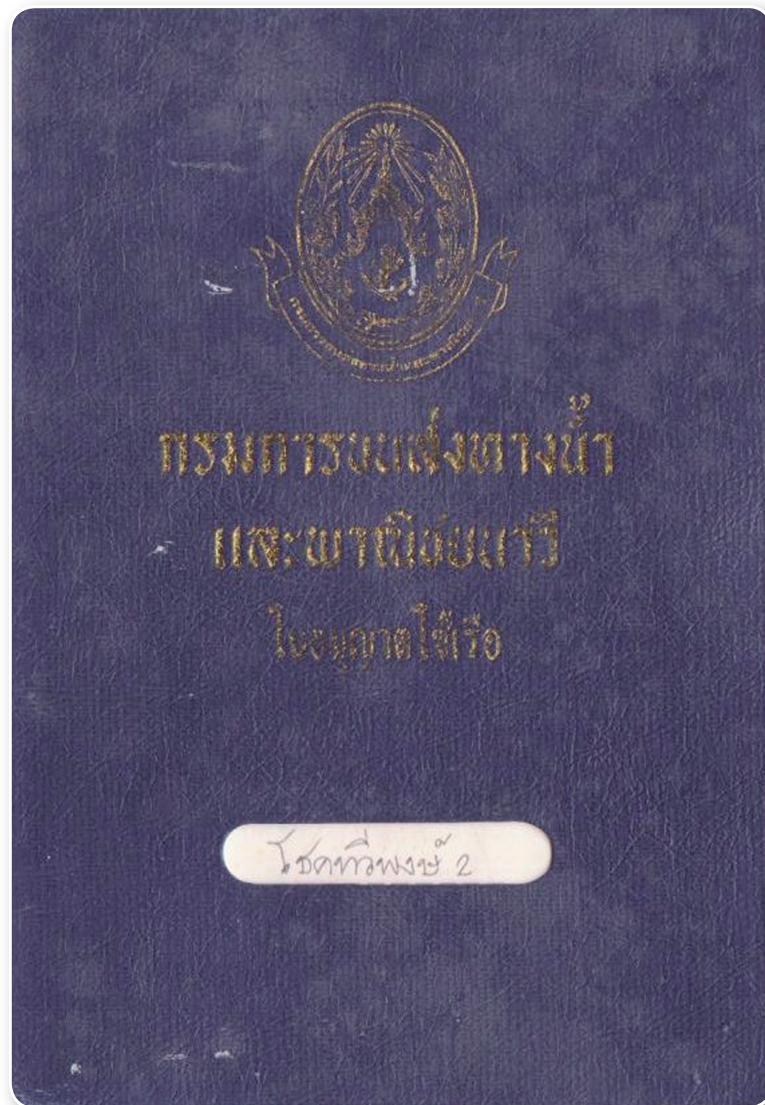 กรมการขนส่งทางน้ำ
และพาณิชยนาวี
ใบอนุญาตใช้เรือ
โชคทวีพงษ์ 2